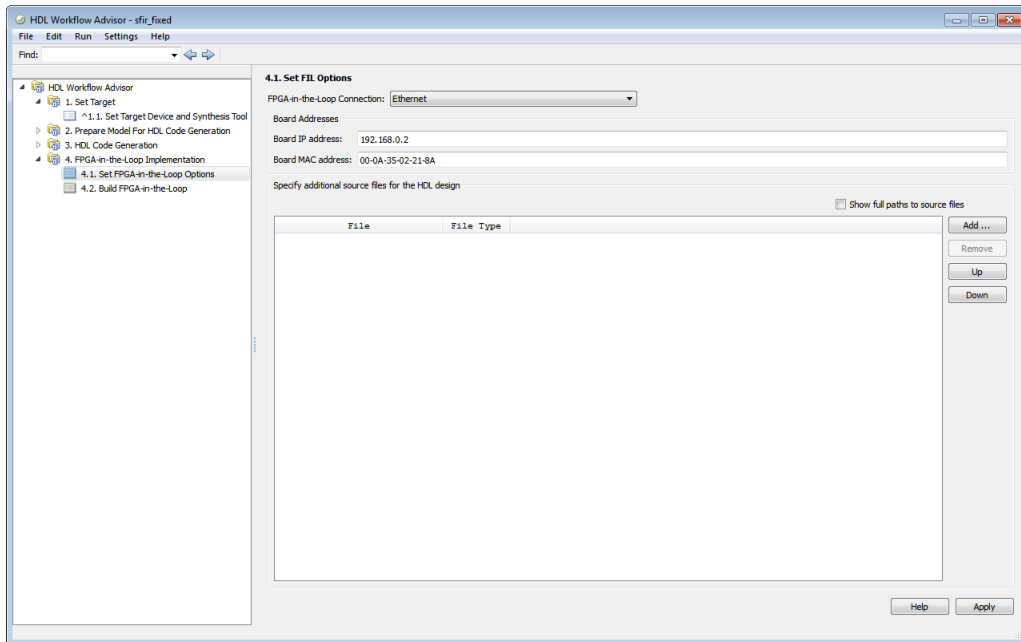 HDL Workflow Advisor - sfir_fixed
File Edit Run Settings Help
Find:
HDL Workflow Advisor
1. Set Target
^1.1. Set Target Device and Synthesis Tool
2. Prepare Model For HDL Code Generation
3. HDL Code Generation
4. FPGA-in-the-Loop Implementation
4.1. Set FPGA-in-the-Loop Options
4.2. Build FPGA-in-the-Loop
4.1. Set FIL Options
FPGA-in-the-Loop Connection: Ethernet
Board Addresses
Board IP address: 192.168.0.2
Board MAC address: 00-0A-35-02-21-8A
Specify additional source files for the HDL design
Show full paths to source files
File File Type
Add ...
Remove
Up
Down
Help Apply